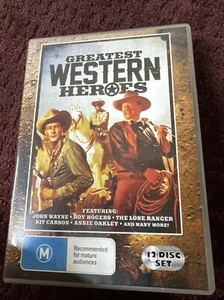 GREATEST
WESTERN
HEROES
FEATURING
JOHN WAYNE • ROY ROGERS • THE LONE RANGER
KIT CARSON • ANNIE OAKLEY • AND MANY MORE!
M
Recommended
for mature
audiences
12 DISC
SET